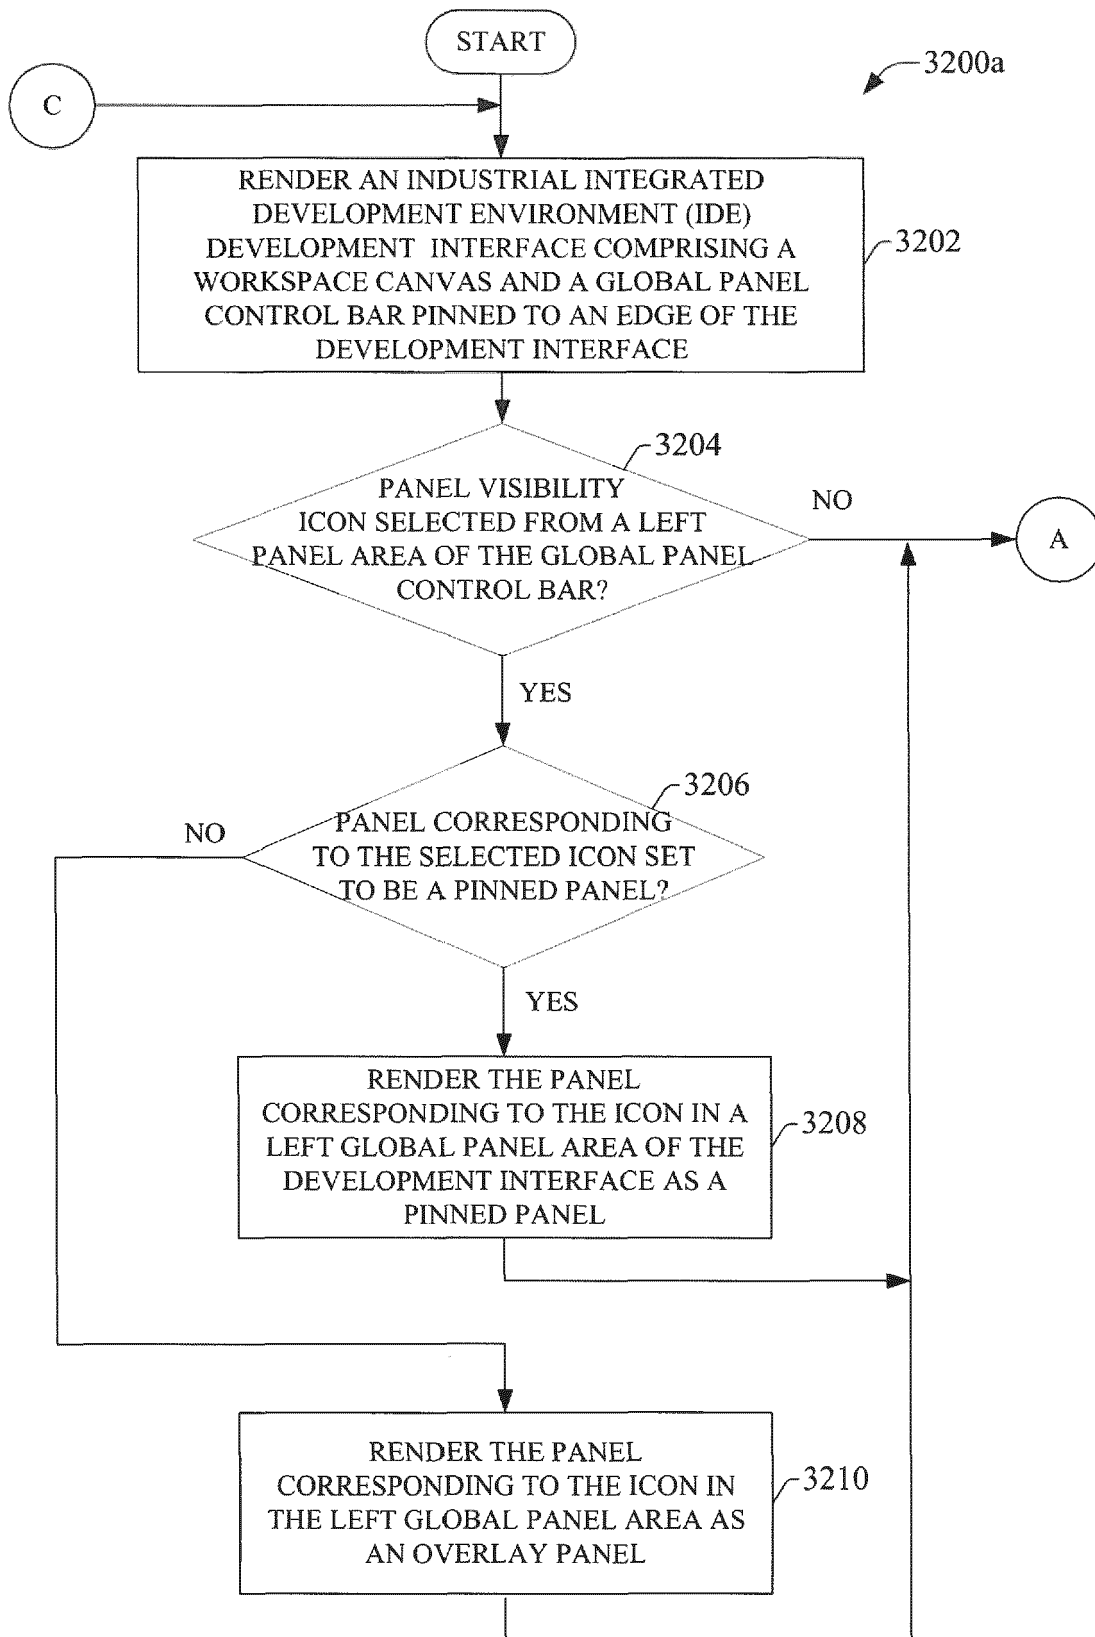 START
3200a
C
RENDER AN INDUSTRIAL INTEGRATED
DEVELOPMENT ENVIRONMENT (IDE)
DEVELOPMENT INTERFACE COMPRISING A
WORKSPACE CANVAS AND A GLOBAL PANEL
CONTROL BAR PINNED TO AN EDGE OF THE
DEVELOPMENT INTERFACE
3202
3204
PANEL VISIBILITY
ICON SELECTED FROM A LEFT
PANEL AREA OF THE GLOBAL PANEL
CONTROL BAR?
NO
A
YES
3206
PANEL CORRESPONDING
TO THE SELECTED ICON SET
TO BE A PINNED PANEL?
NO
YES
RENDER THE PANEL
CORRESPONDING TO THE ICON IN A
LEFT GLOBAL PANEL AREA OF THE
DEVELOPMENT INTERFACE AS A
PINNED PANEL
3208
RENDER THE PANEL
CORRESPONDING TO THE ICON IN
THE LEFT GLOBAL PANEL AREA AS
AN OVERLAY PANEL
3210